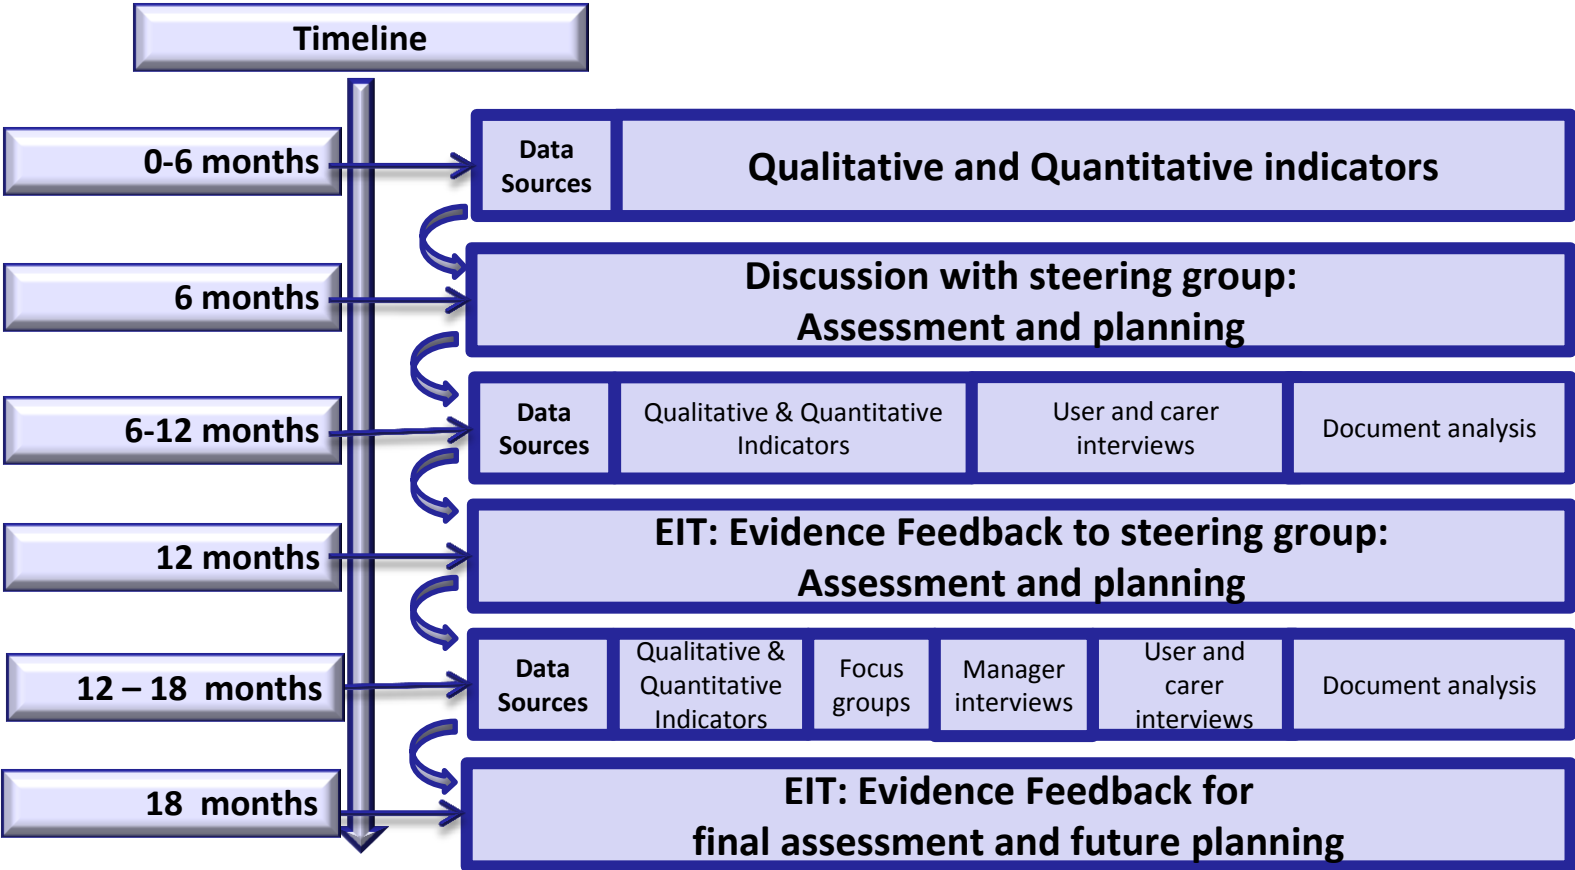 Timeline
0-6 months
Data
Sources
Qualitative and Quantitative indicators
6 months
Discussion with steering group:
Assessment and planning
6-12 months
Data
Sources
Qualitative & Quantitative
Indicators
User and carer
interviews
Document analysis
12 months
EIT: Evidence Feedback to steering group:
Assessment and planning
12 – 18 months
Data
Sources
Qualitative &
Quantitative
Indicators
Focus
groups
Manager
interviews
User and
carer
interviews
Document analysis
18 months
EIT: Evidence Feedback for
final assessment and future planning